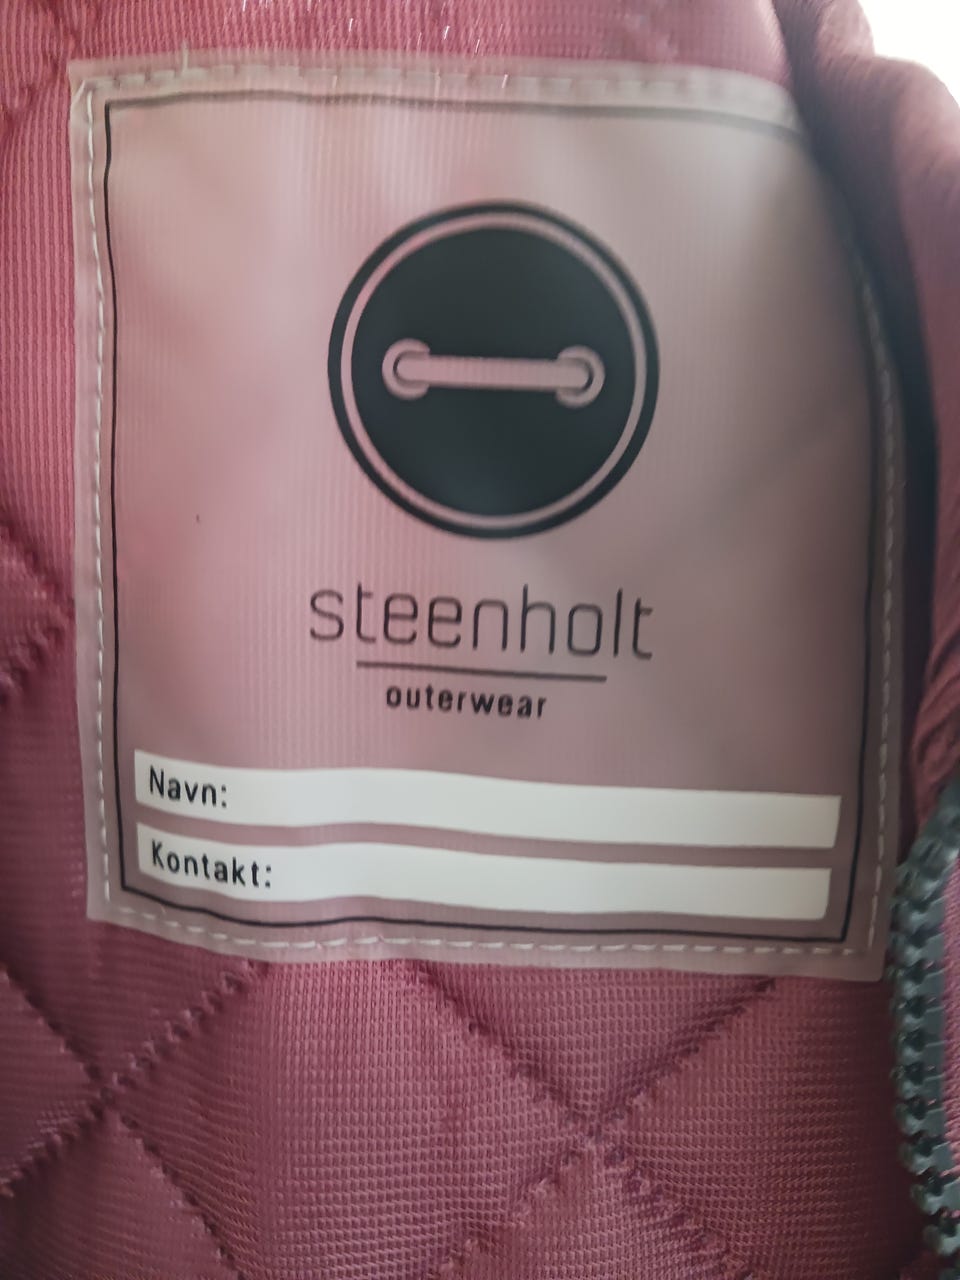 steenholt
outerwear
Navn:
Kontakt: